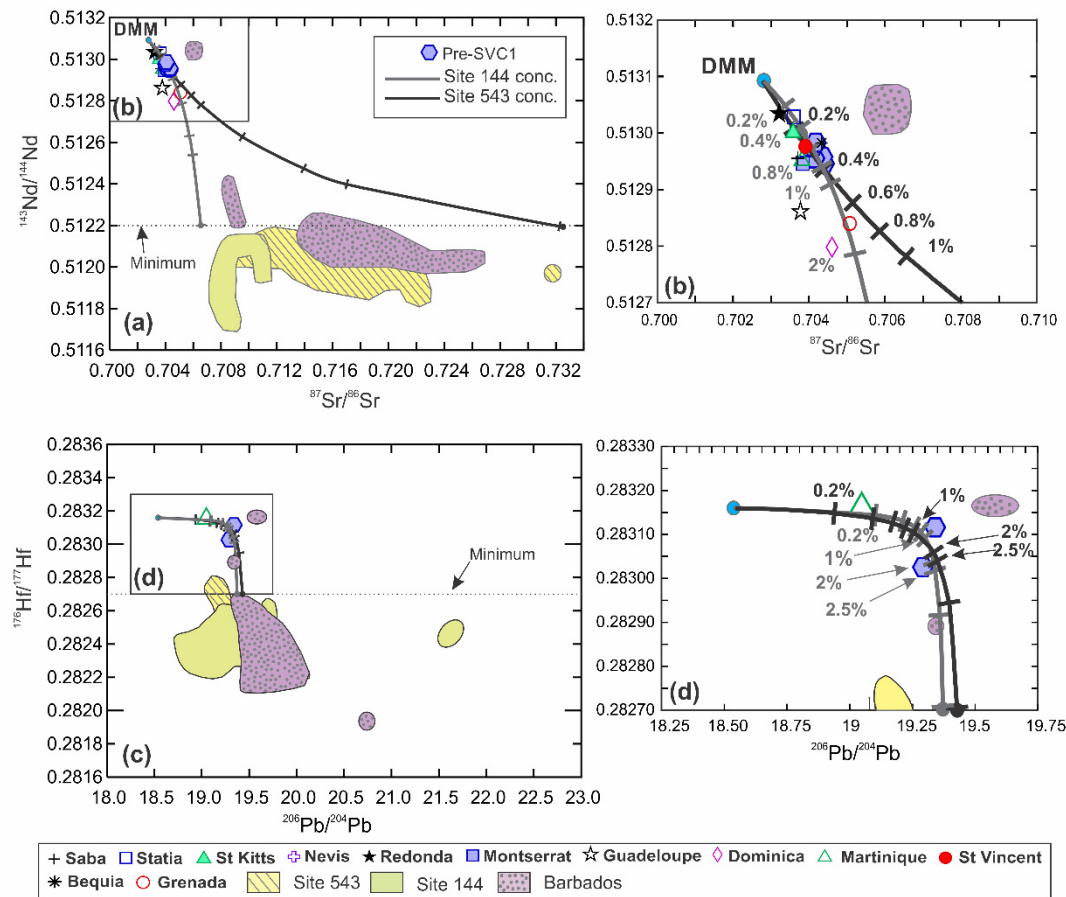 0.5132
0.5130
0.5128
0.5126
0.5124
0.5122
0.5120
0.5118
0.5116
¹⁴³Nd/¹⁴⁴Nd
DMM
(b)
Pre-SVC1
Site 144 conc.
Site 543 conc.
Minimum
(a)
0.700 0.704 0.708 0.712 0.716 0.720 0.724 0.728 0.732
⁸⁷Sr/⁸⁶Sr
0.5132
0.5131
0.5130
0.5129
0.5128
0.5127
DMM
0.2% 0.2%
0.4%
0.4%
0.8%
1% 0.6%
0.8%
2% 1%
(b)
0.700 0.702 0.704 0.706 0.708 0.710
⁸⁷Sr/⁸⁶Sr
0.2836
0.2834
0.2832
0.2830
0.2828
0.2826
0.2824
0.2822
0.2820
0.2818
0.2816
¹⁷⁶Hf/¹⁷⁷Hf
(d)
Minimum
(c)
18.0 18.5 19.0 19.5 20.0 20.5 21.0 21.5 22.0 22.5 23.0
²⁰⁶Pb/²⁰⁴Pb
0.28330
0.28320
0.28310
0.28300
0.28290
0.28280
0.28270
0.2% 1%
0.2%
1% 2%
2% 2.5%
2.5%
(d)
18.25 18.5 18.75 19 19.25 19.5 19.75
²⁰⁶Pb/²⁰⁴Pb
Saba Statia St Kitts Nevis Redonda Montserrat Guadeloupe Dominica Martinique St Vincent
Bequia Grenada Site 543 Site 144 Barbados